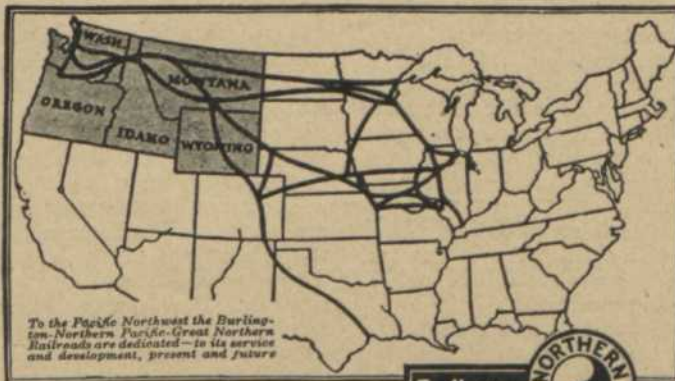 WASH.
MONTANA
OREGON
IDAHO
WYOMING
To the Pacific Northwest the Burling-
ton-Northern Pacific-Great Northern
Railroads are dedicated—to its service
and development, present and future
NORTHERN